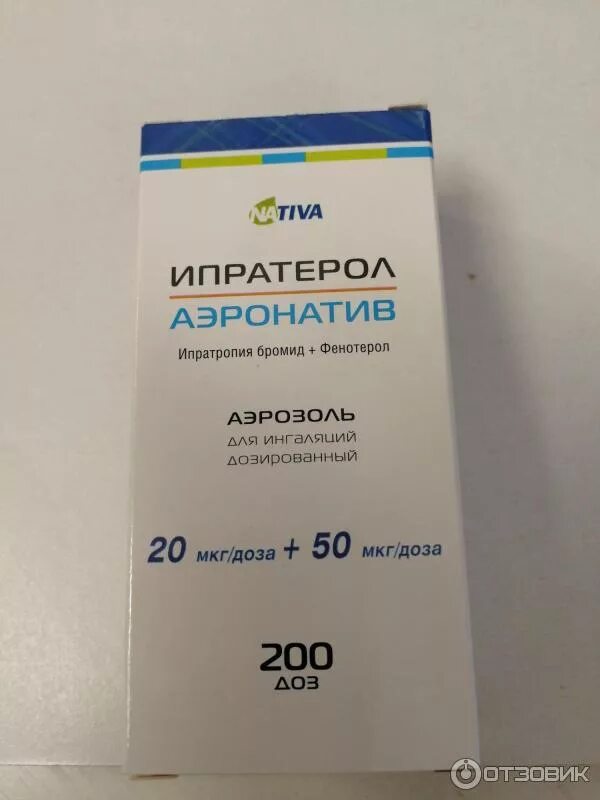 NATIVA
ИПРАТЕРОЛ
АЭРОНАТИВ
Ипратропия бромид + Фенотерол
АЭРОЗОЛЬ
для ингаляций
дозированный
20 мкг/доза + 50 мкг/доза
200
доз
ОТЗОВИК